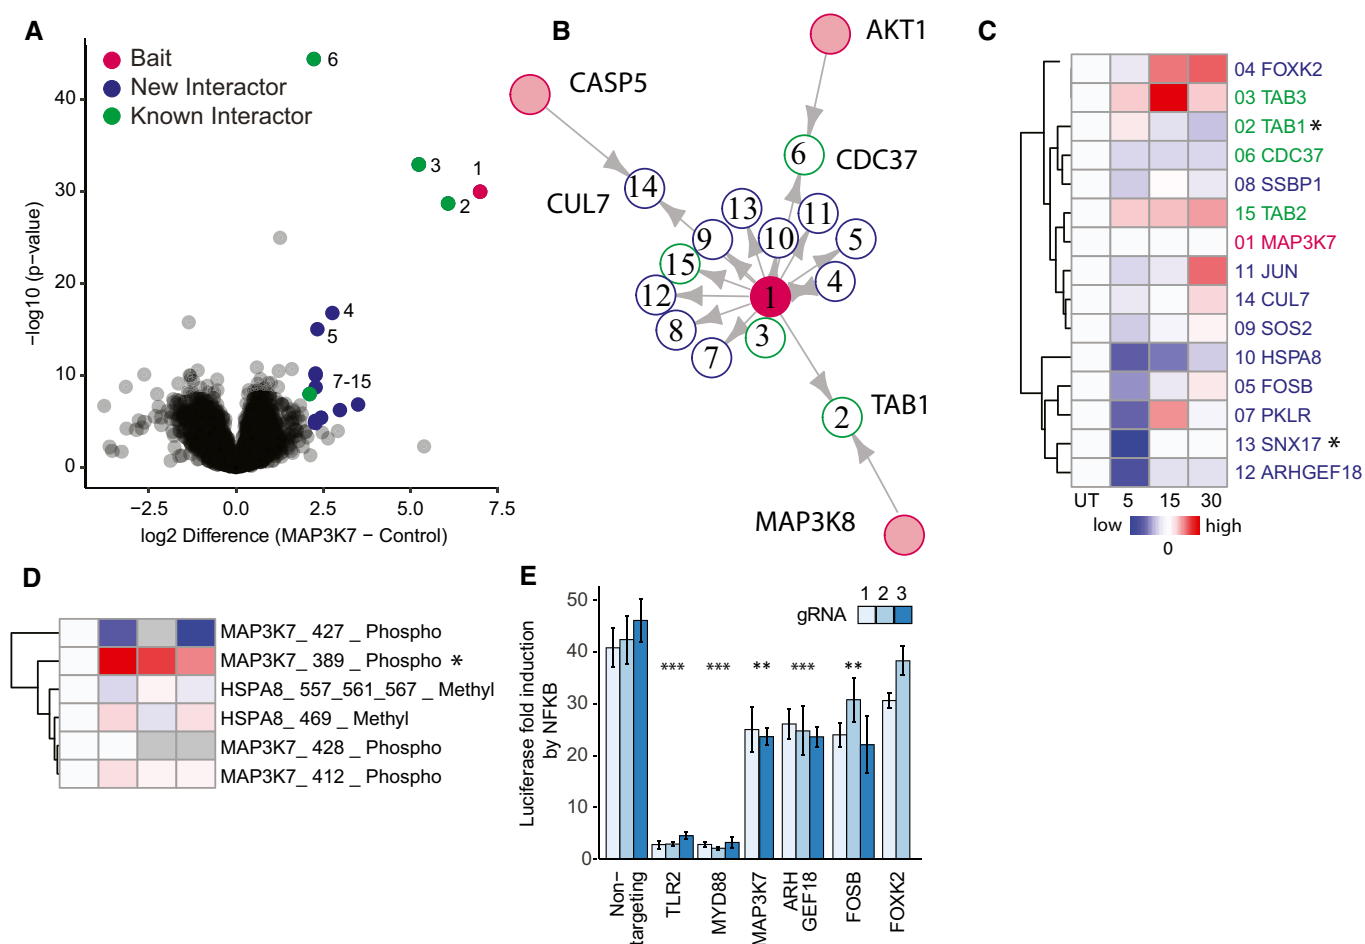 A
Bait
New Interactor
Known Interactor
6
3
1
2
4
5
7-15
40
30
20
10
0
−log10 (p-value)
−2.5
0.0
2.5
5.0
7.5
log2 Difference (MAP3K7 − Control)
B
AKT1
CASP5
6
CDC37
14
CUL7
13
11
9
10
5
15
4
12
1
8
3
7
TAB1
2
MAP3K8
C
04 FOXK2
03 TAB3
02 TAB1 *
06 CDC37
08 SSBP1
15 TAB2
01 MAP3K7
11 JUN
14 CUL7
09 SOS2
10 HSPA8
05 FOSB
07 PKLR
13 SNX17 *
12 ARHGEF18
UT 5 15 30
low high
0
D
MAP3K7_ 427 _ Phospho
MAP3K7_ 389 _ Phospho *
HSPA8_ 557_561_567 _ Methyl
HSPA8_ 469 _ Methyl
MAP3K7_ 428 _ Phospho
MAP3K7_ 412 _ Phospho
E
1 2 3
gRNA
50
40
30
20
10
0
Luciferase fold induction
by NFKB
*** *** ** *** **
Non−
targeting
TLR2
MYD88
MAP3K7
ARH
GEF18
FOSB
FOXK2